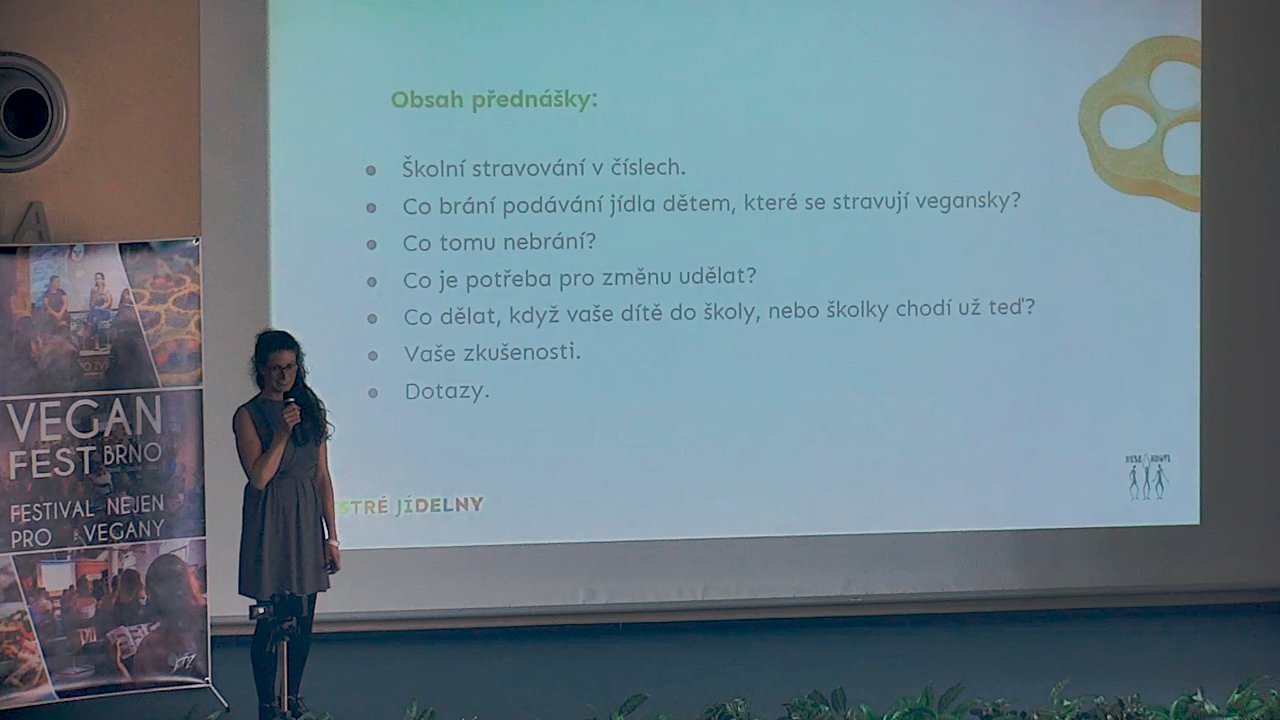 Obsah přednášky:
Školní stravování v číslech.
Co brání podávání jídla dětem, které se stravují vegansky?
Co tomu nebrání?
Co je potřeba pro změnu udělat?
Co dělat, když vaše dítě do školy, nebo školky chodí už teď?
Vaše zkušenosti.
Dotazy.
STRÉ JÍDELNY
VEGAN
FEST BRNO
FESTIVAL NEJEN
PRO VEGANY
A